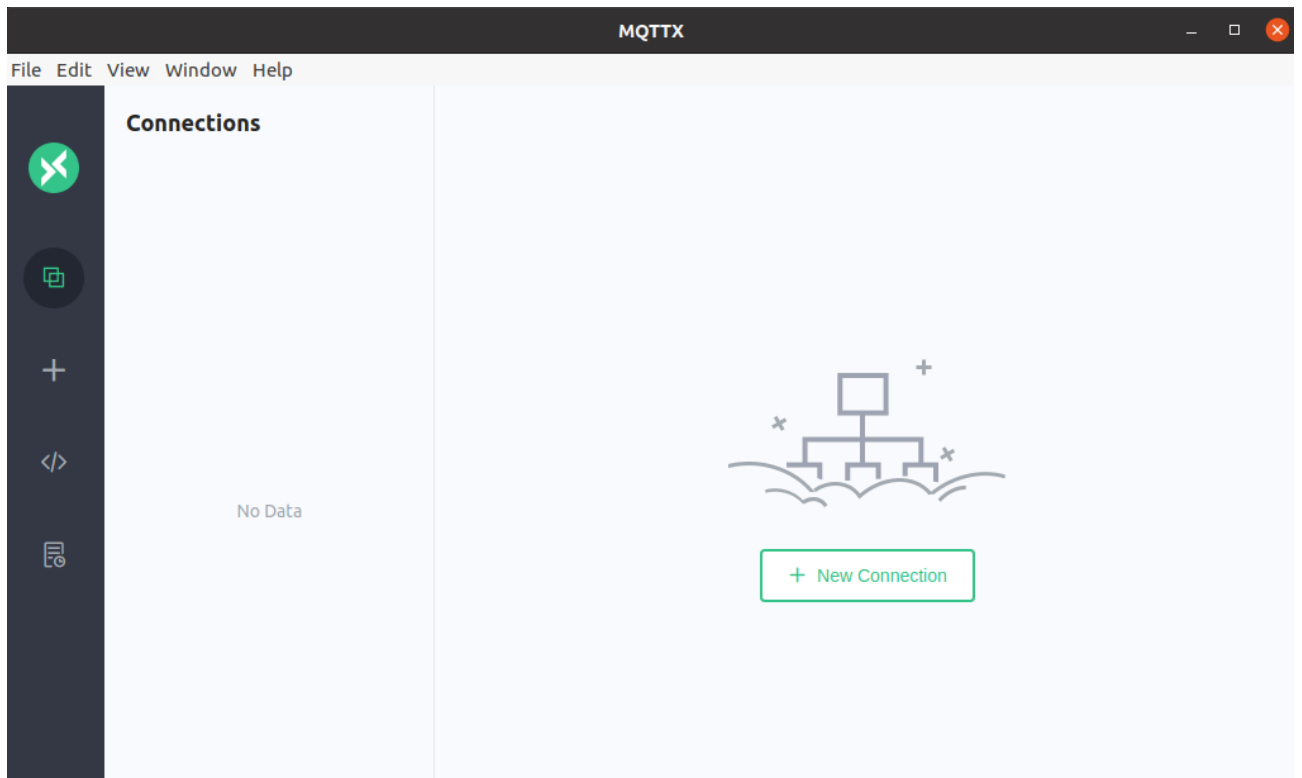 MQTTX
File Edit View Window Help
Connections
No Data
New Connection